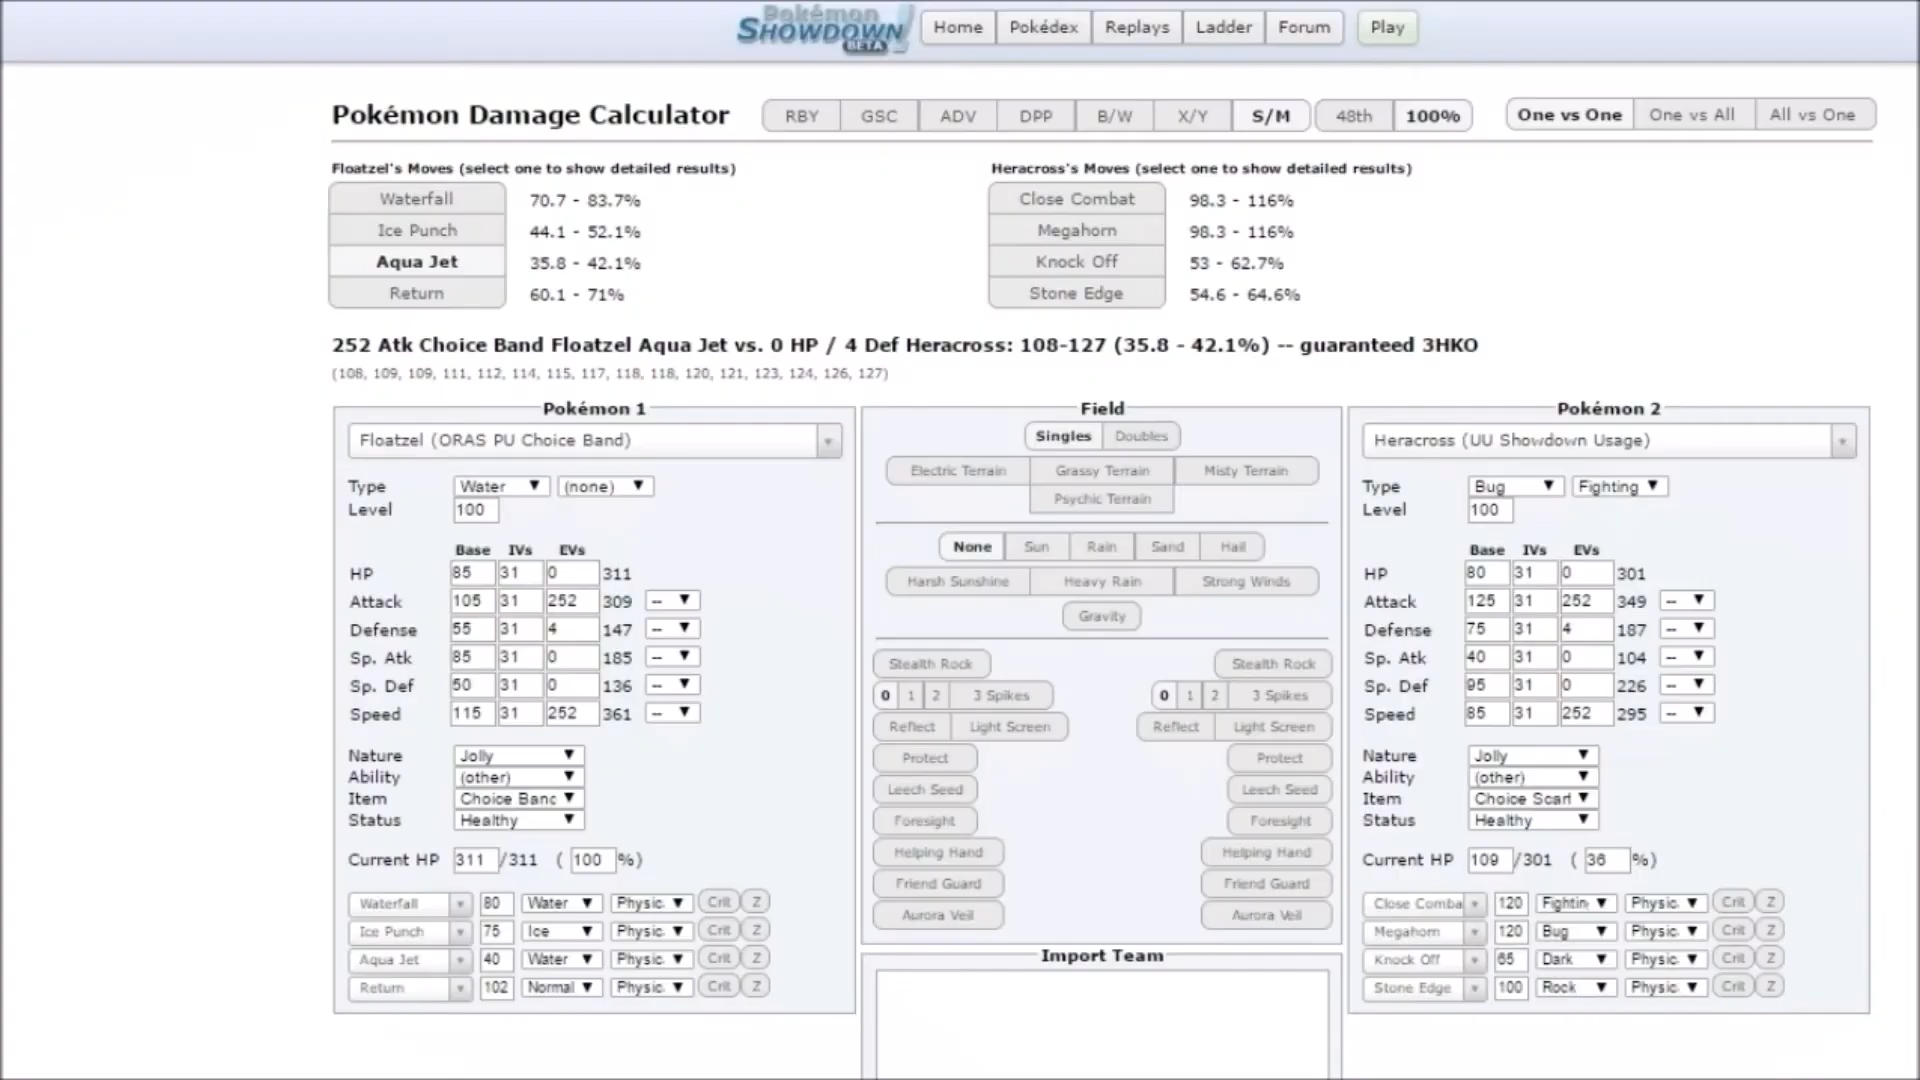 Pokémon SHOWDOWN! BETA
Home Pokédex Replays Ladder Forum Play
Pokémon Damage Calculator RBY GSC ADV DPP B/W X/Y S/M 48th 100% One vs One One vs All All vs One
Floatzel's Moves (select one to show detailed results) Heracross's Moves (select one to show detailed results)
Waterfall 70.7 - 83.7% Close Combat 98.3 - 116%
Ice Punch 44.1 - 52.1% Megahorn 98.3 - 116%
Aqua Jet 35.8 - 42.1% Knock Off 53 - 62.7%
Return 60.1 - 71% Stone Edge 54.6 - 64.6%
252 Atk Choice Band Floatzel Aqua Jet vs. 0 HP / 4 Def Heracross: 108-127 (35.8 - 42.1%) -- guaranteed 3HKO
(108, 109, 109, 111, 112, 114, 115, 117, 118, 118, 120, 121, 123, 124, 126, 127)
Pokémon 1
Floatzel (ORAS PU Choice Band)
Type Water (none)
Level 100
Base IVs EVs
HP 85 31 0 311
Attack 105 31 252 309 --
Defense 55 31 4 147 --
Sp. Atk 85 31 0 185 --
Sp. Def 50 31 0 136 --
Speed 115 31 252 361 --
Nature Jolly
Ability (other)
Item Choice Banc
Status Healthy
Current HP 311 /311 ( 100 %)
Waterfall 80 Water Physic Crit Z
Ice Punch 75 Ice Physic Crit Z
Aqua Jet 40 Water Physic Crit Z
Return 102 Normal Physic Crit Z
Field
Singles Doubles
Electric Terrain Grassy Terrain Misty Terrain
Psychic Terrain
None Sun Rain Sand Hail
Harsh Sunshine Heavy Rain Strong Winds
Gravity
Stealth Rock Stealth Rock
0 1 2 3 Spikes 0 1 2 3 Spikes
Reflect Light Screen Reflect Light Screen
Protect Protect
Leech Seed Leech Seed
Foresight Foresight
Helping Hand Helping Hand
Friend Guard Friend Guard
Aurora Veil Aurora Veil
Import Team
Pokémon 2
Heracross (UU Showdown Usage)
Type Bug Fighting
Level 100
Base IVs EVs
HP 80 31 0 301
Attack 125 31 252 349 --
Defense 75 31 4 187 --
Sp. Atk 40 31 0 104 --
Sp. Def 95 31 0 226 --
Speed 85 31 252 295 --
Nature Jolly
Ability (other)
Item Choice Scarf
Status Healthy
Current HP 109 /301 ( 36 %)
Close Comba 120 Fightin Physic Crit Z
Megahorn 120 Bug Physic Crit Z
Knock Off 65 Dark Physic Crit Z
Stone Edge 100 Rock Physic Crit Z